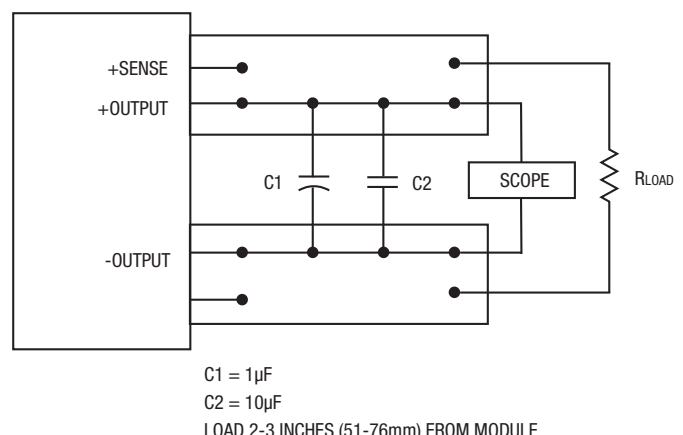 +SENSE
+OUTPUT
C1
C2
SCOPE
RLOAD
-OUTPUT
C1 = 1µF
C2 = 10µF
LOAD 2-3 INCHES (51-76mm) FROM MODULE